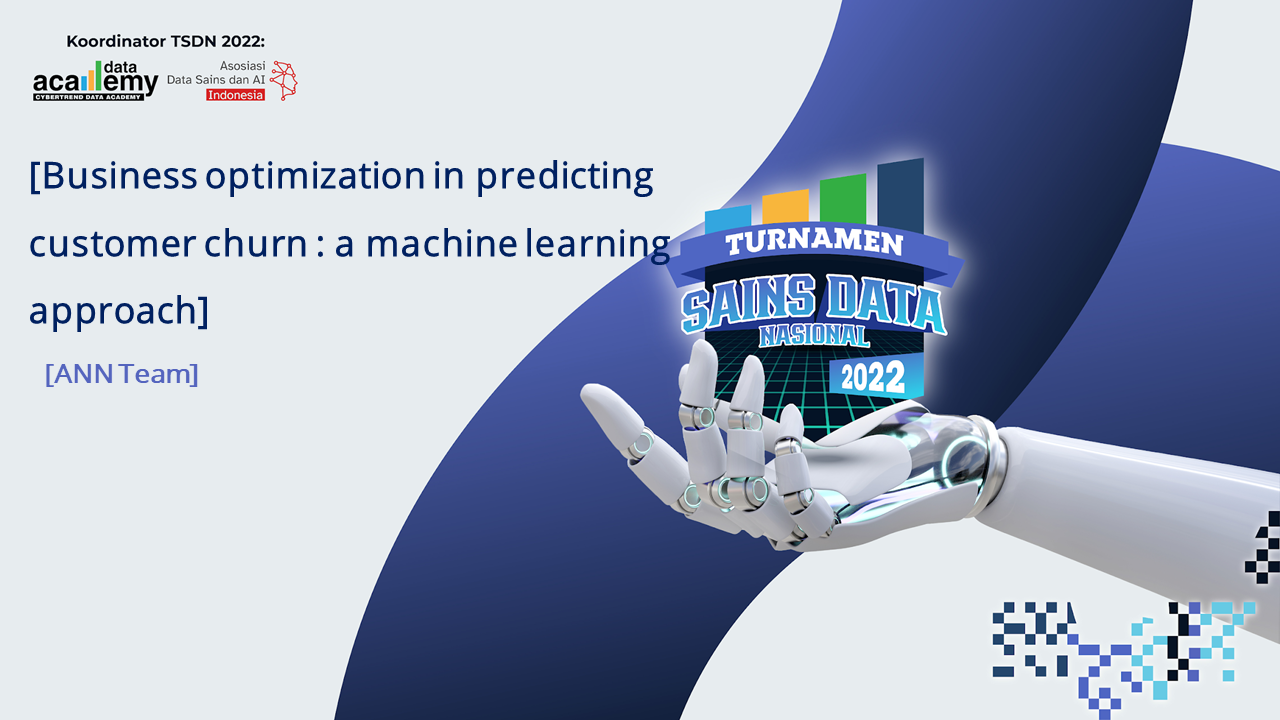 Koordinator TSDN 2022:
data
academy
CYBERTREND DATA ACADEMY
Asosiasi
Data Sains dan AI
Indonesia
[Business optimization in predicting
customer churn : a machine learning
approach]
[ANN Team]
TURNAMEN
SAINS DATA
NASIONAL
2022